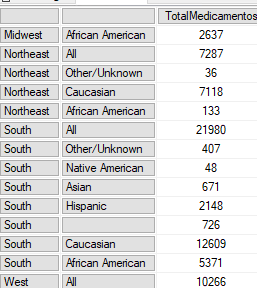 TotalMedicamentos
Midwest African American 2637
Northeast All 7287
Northeast Other/Unknown 36
Northeast Caucasian 7118
Northeast African American 133
South All 21980
South Other/Unknown 407
South Native American 48
South Asian 671
South Hispanic 2148
South 726
South Caucasian 12609
South African American 5371
West All 10266